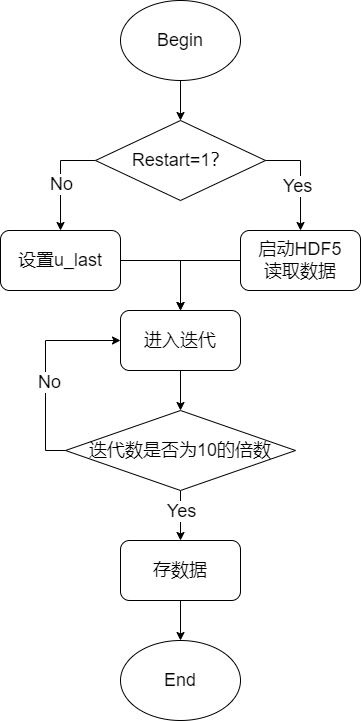 Begin
Restart=1?
No
Yes
设置u_last
启动HDF5
读取数据
进入迭代
No
迭代数是否为10的倍数
Yes
存数据
End